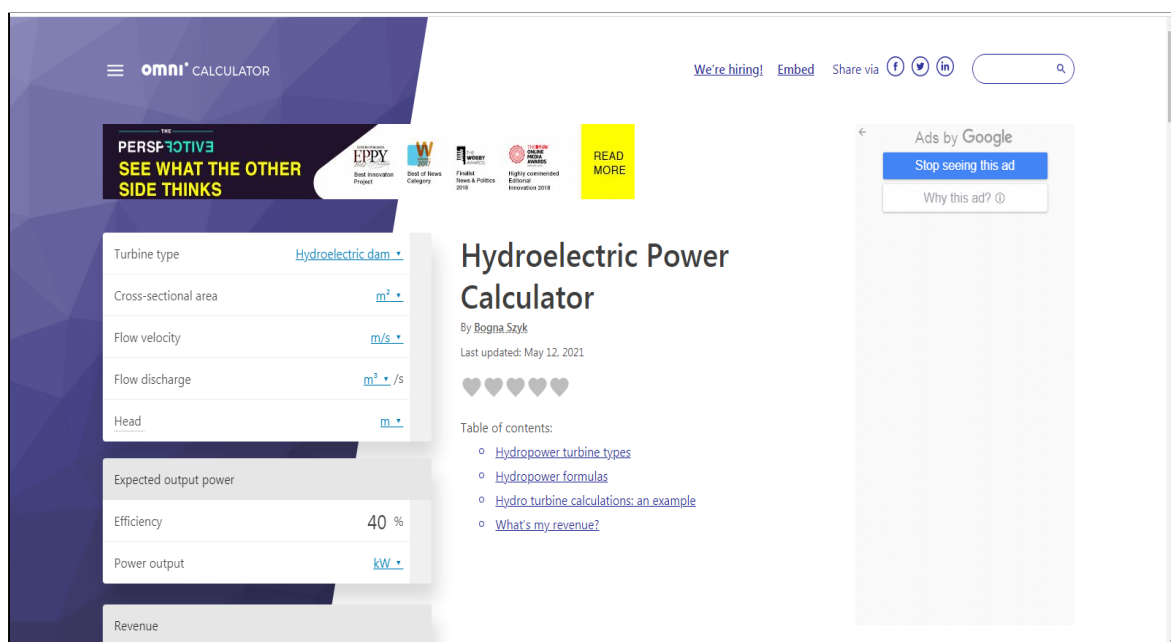 omni CALCULATOR
We're hiring! Embed Share via
THE
PERSPECTIVE
SEE WHAT THE OTHER
SIDE THINKS
EPPY
Best Innovaton
Project
W
2017
Best of News
Category
WEBBY
AWARDS
Finalist
News & Politics
2018
ONLINE
MEDIA
AWARDS
Highly commended
Editorial
Innovation 2018
READ
MORE
Ads by Google
Stop seeing this ad
Why this ad?
Turbine type Hydroelectric dam
Cross-sectional area m²
Flow velocity m/s
Flow discharge m³ /s
Head m
Expected output power
Efficiency 40 %
Power output kW
Revenue
Hydroelectric Power
Calculator
By Bogna Szyk
Last updated: May 12, 2021
Table of contents:
Hydropower turbine types
Hydropower formulas
Hydro turbine calculations: an example
What's my revenue?